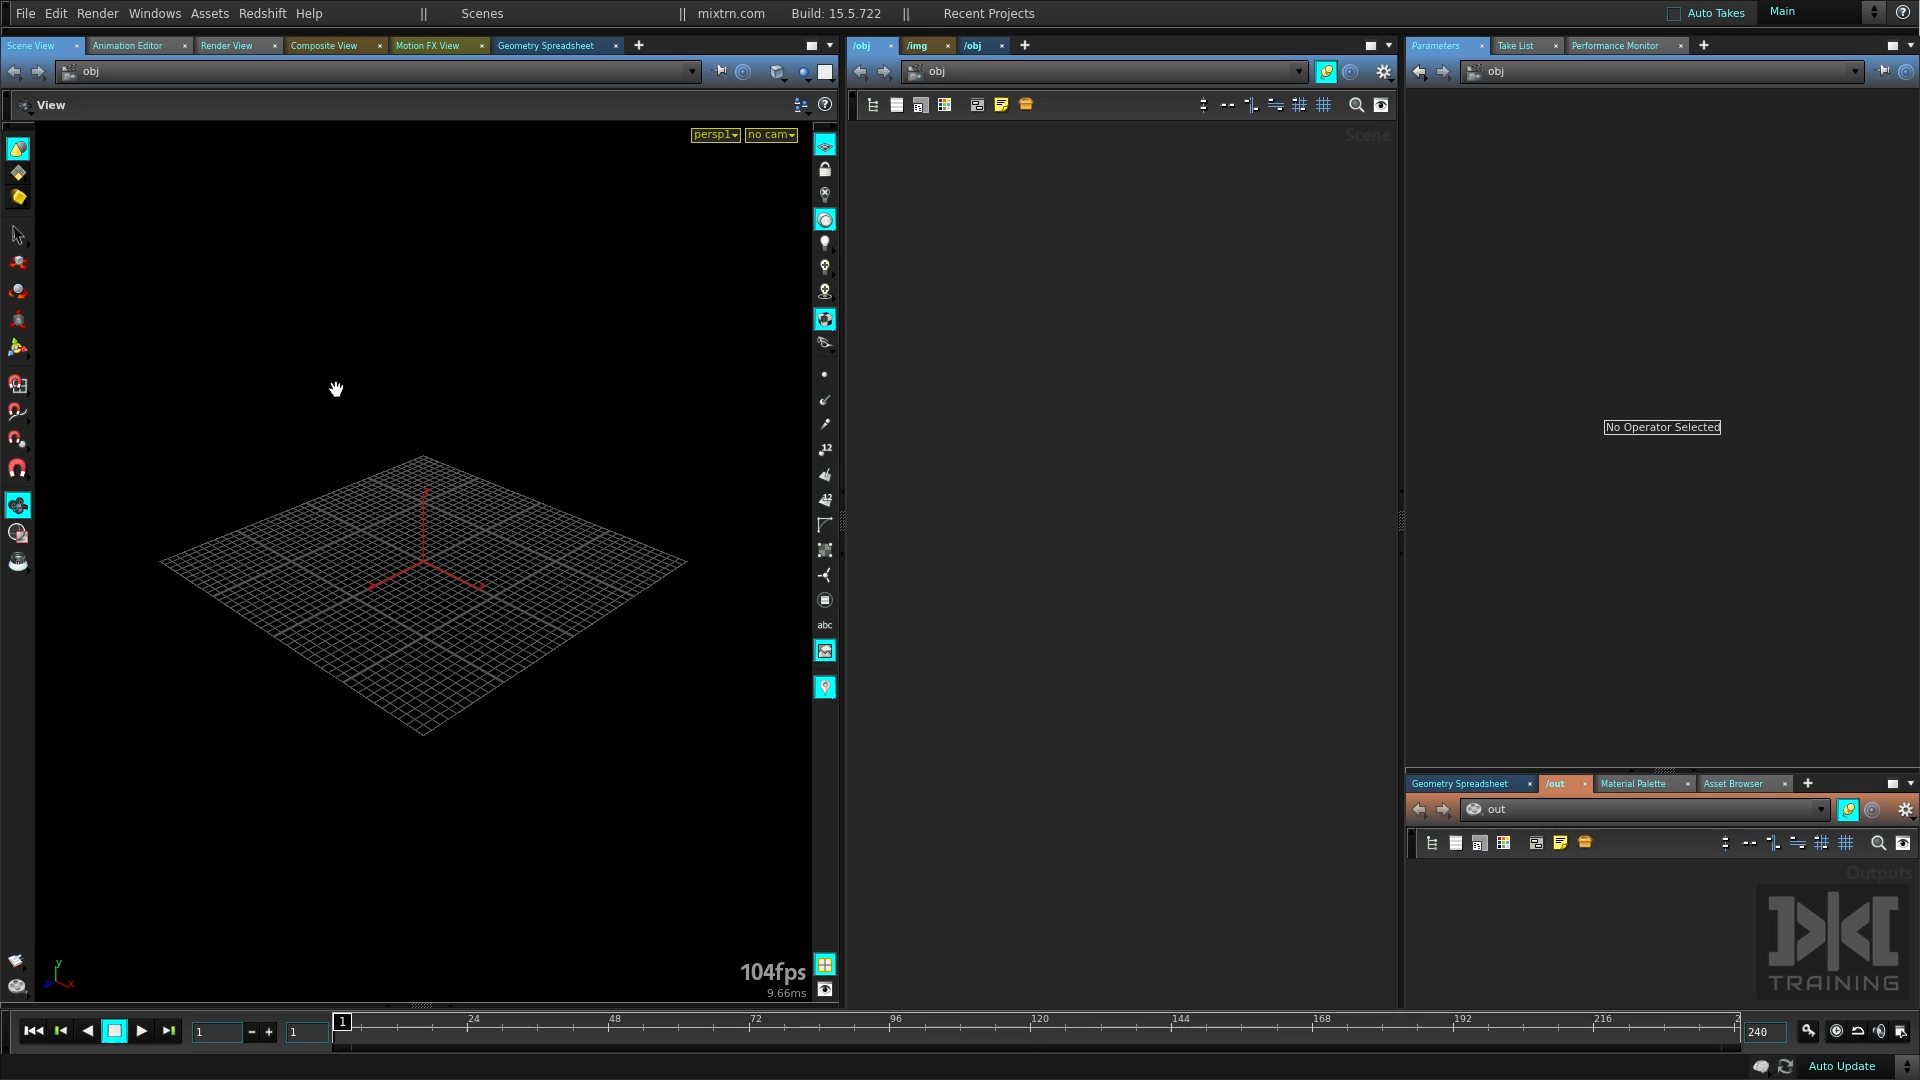 File Edit Render Windows Assets Redshift Help || Scenes || mixtrn.com Build: 15.5.722 || Recent Projects Auto Takes Main
Scene View Animation Editor Render View Composite View Motion FX View Geometry Spreadsheet
/obj /img /obj
Parameters Take List Performance Monitor
obj
obj
obj
View
persp1 no cam
Scene
12
12
abc
No Operator Selected
Geometry Spreadsheet /out Material Palette Asset Browser
out
Outputs
TRAINING
y
x
104fps
9.66ms
1 1 1 24 48 72 96 120 144 168 192 216 2 240
Auto Update